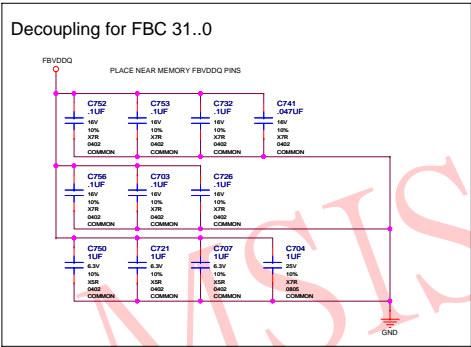 Decoupling for FBC 31..0
FBVDDQ
PLACE NEAR MEMORY FBVDDQ PINS
C752 C753 C732 C741
.1UF .1UF .1UF .047UF
16V 16V 16V 16V
10% 10% 10% 10%
X7R X7R X7R X7R
0402 0402 0402 0402
COMMON COMMON COMMON COMMON
C756 C703 C726
.1UF .1UF .1UF
16V 16V 16V
10% 10% 10%
X7R X7R X7R
0402 0402 0402
COMMON COMMON COMMON
C750 C721 C707 C704
1UF 1UF 1UF 1UF
6.3V 6.3V 6.3V 25V
10% 10% 10% 10%
X5R X5R X5R X7R
0402 0402 0402 0805
COMMON COMMON COMMON COMMON
GND
MSIS